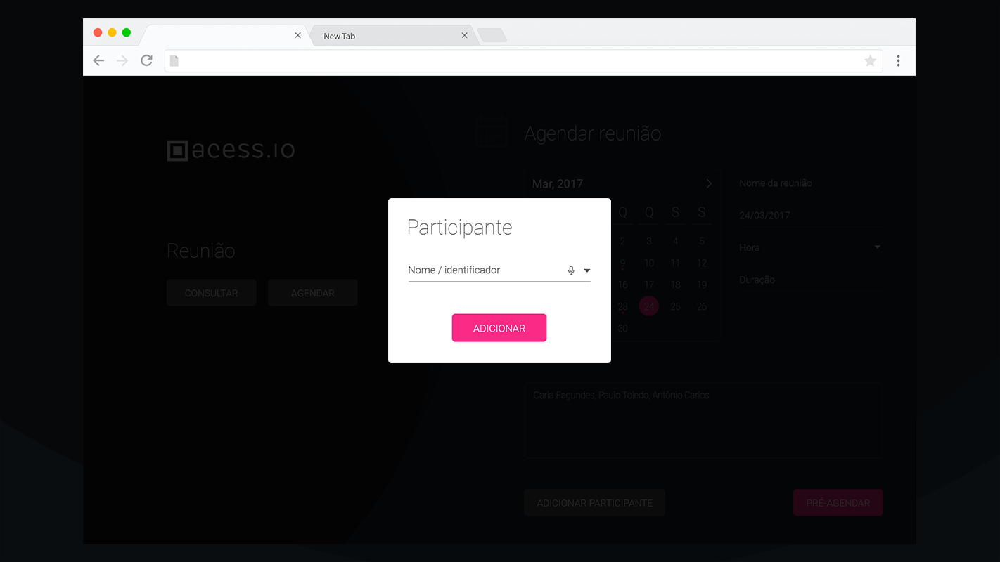 New Tab
acess.io
Reunião
CONSULTAR
AGENDAR
Agendar reunião
Mar, 2017
Q Q S S
2 3 4 5
9 10 11 12
16 17 18 19
23 24 25 26
30
Nome da reunião
24/03/2017
Hora
Duração
Participante
Nome / identificador
ADICIONAR
Carla Fagundes, Paulo Toledo, Antônio Carlos
ADICIONAR PARTICIPANTE
PRÉ-AGENDAR